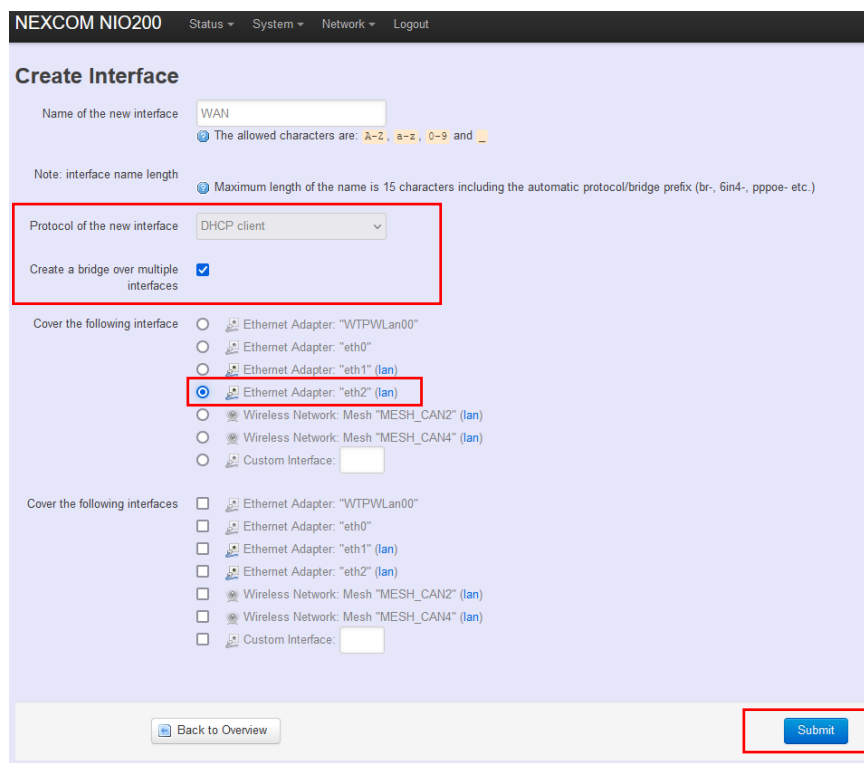 NEXCOM NIO200 Status System Network Logout
Create Interface
Name of the new interface WAN
The allowed characters are: A-Z, a-z, 0-9 and _
Note: interface name length
Maximum length of the name is 15 characters including the automatic protocol/bridge prefix (br-, 6in4-, pppoe- etc.)
Protocol of the new interface DHCP client
Create a bridge over multiple
interfaces
Cover the following interface Ethernet Adapter: "WTPWLan00"
Ethernet Adapter: "eth0"
Ethernet Adapter: "eth1" (lan)
Ethernet Adapter: "eth2" (lan)
Wireless Network: Mesh "MESH_CAN2" (lan)
Wireless Network: Mesh "MESH_CAN4" (lan)
Custom Interface:
Cover the following interfaces Ethernet Adapter: "WTPWLan00"
Ethernet Adapter: "eth0"
Ethernet Adapter: "eth1" (lan)
Ethernet Adapter: "eth2" (lan)
Wireless Network: Mesh "MESH_CAN2" (lan)
Wireless Network: Mesh "MESH_CAN4" (lan)
Custom Interface:
Back to Overview Submit